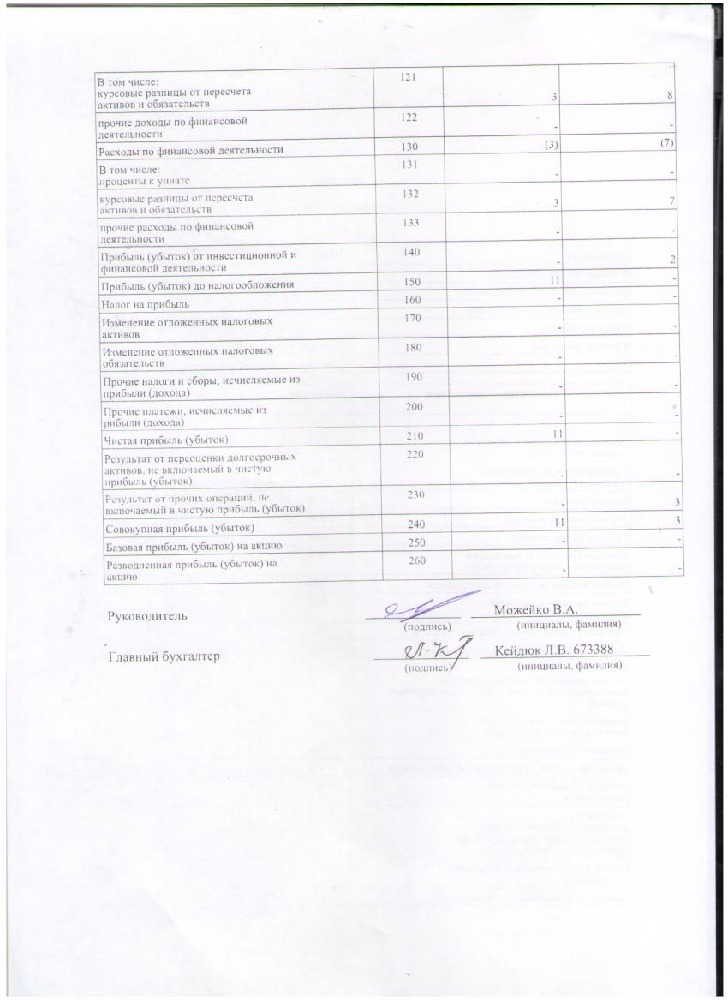 В том числе:
курсовые разницы от пересчета
активов и обязательств 121 3 8
прочие доходы по финансовой
деятельности 122 - -
Расходы по финансовой деятельности 130 (3) (7)
В том числе:
проценты к уплате 131 - -
курсовые разницы от пересчета
активов и обязательств 132 3 7
прочие расходы по финансовой
деятельности 133 - -
Прибыль (убыток) от инвестиционной и
финансовой деятельности 140 - 2
Прибыль (убыток) до налогообложения 150 11 -
Налог на прибыль 160 - -
Изменение отложенных налоговых
активов 170 - -
Изменение отложенных налоговых
обязательств 180 - -
Прочие налоги и сборы, исчисляемые из
прибыли (дохода) 190 - -
Прочие платежи, исчисляемые из
рибыли (дохода) 200 - -
Чистая прибыль (убыток) 210 11 -
Результат от переоценки долгосрочных
активов, не включаемый в чистую
прибыль (убыток) 220 - -
Результат от прочих операций, не
включаемый в чистую прибыль (убыток) 230 - 3
Совокупная прибыль (убыток) 240 11 3
Базовая прибыль (убыток) на акцию 250 - -
Разводненная прибыль (убыток) на
акцию 260 - -
Руководитель Можейко В.А.
(подпись) (инициалы, фамилия)
Главный бухгалтер Кейдюк Л.В. 673388
(подпись) (инициалы, фамилия)